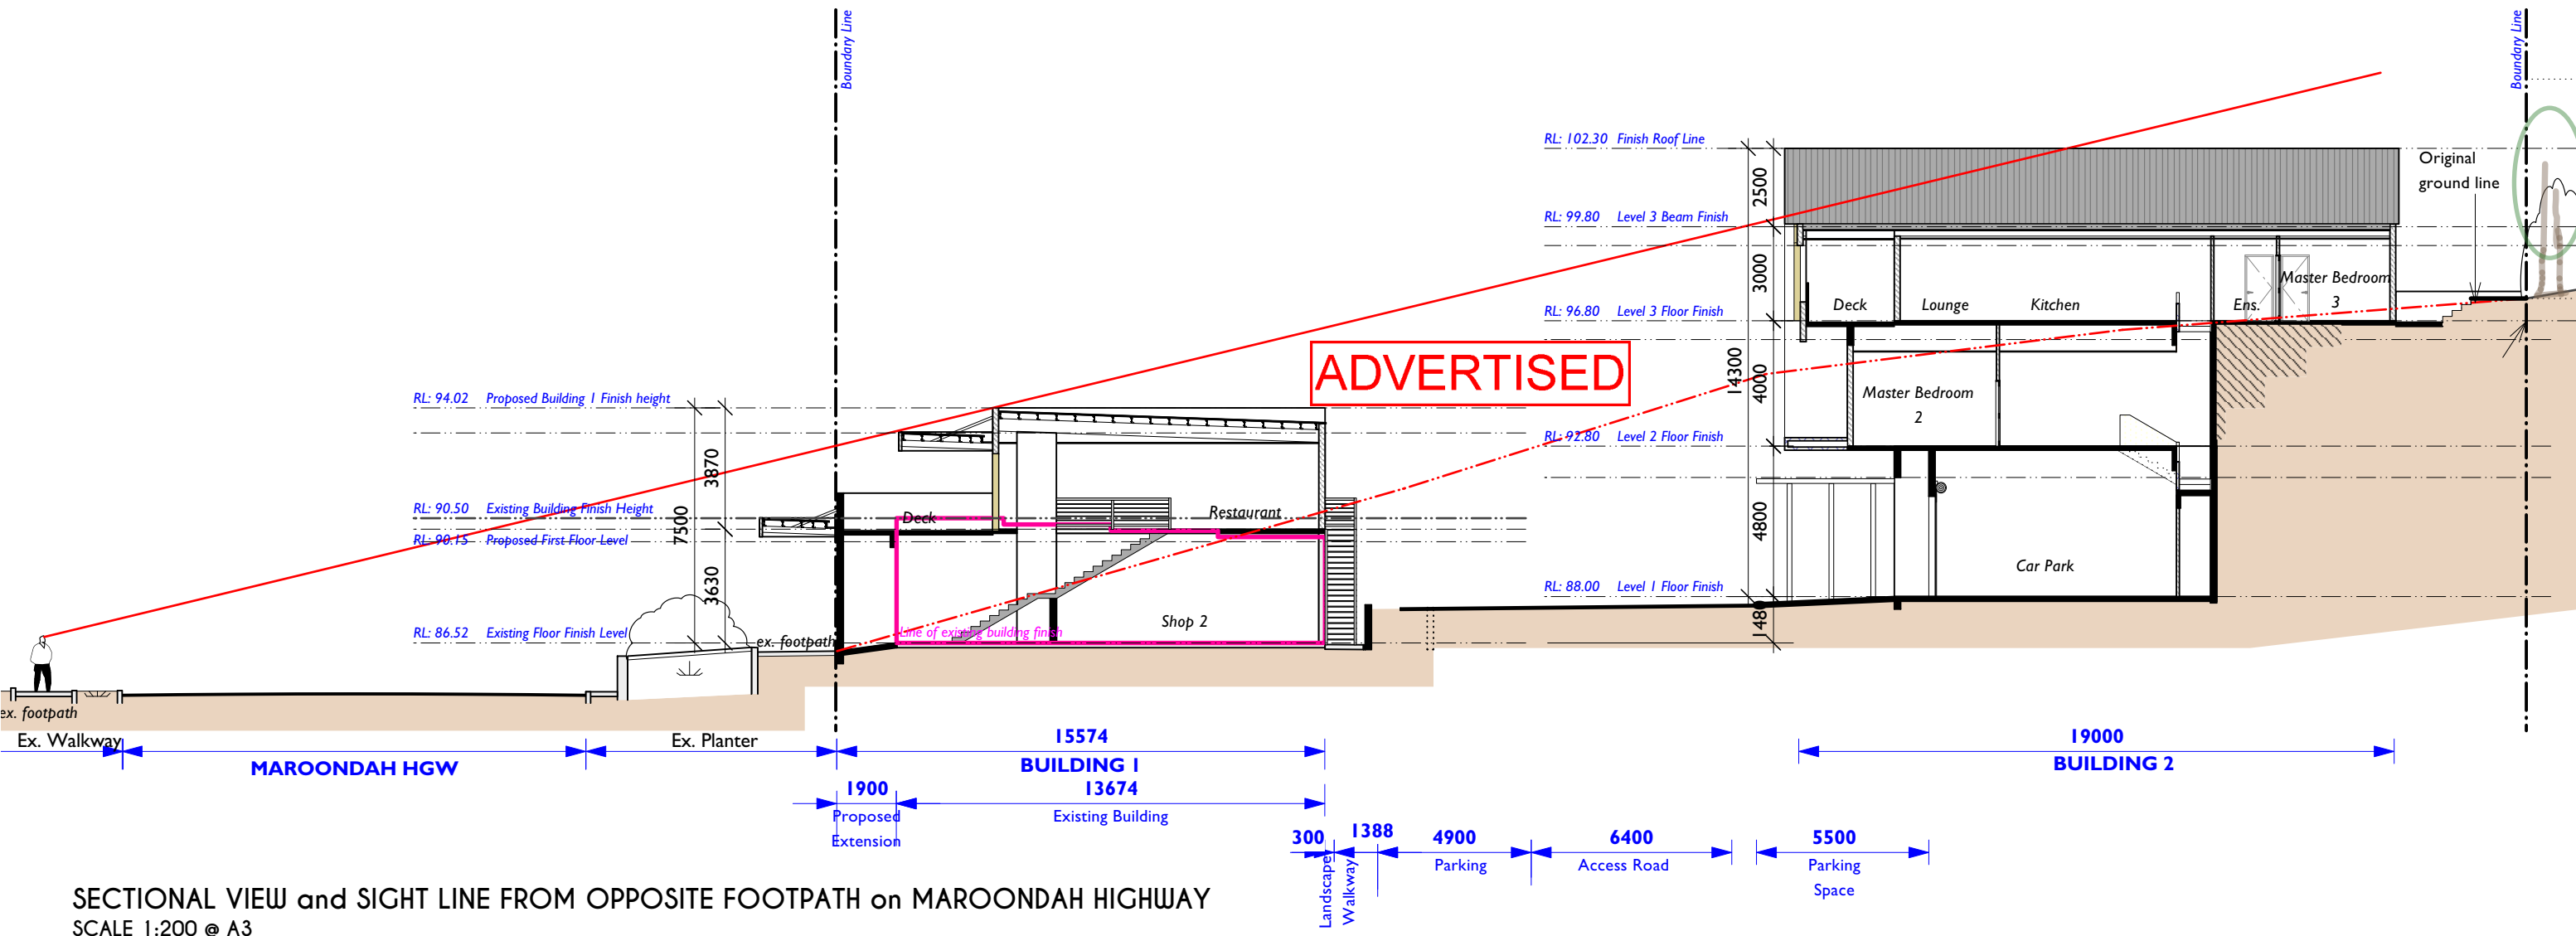 Boundary Line
Boundary Line
RL: 102.30 Finish Roof Line
Original
ground line
2500
RL: 99.80 Level 3 Beam Finish
3000
Master Bedroom
3
Deck
Lounge
Kitchen
Ens.
RL: 96.80 Level 3 Floor Finish
ADVERTISED
14300
4000
RL: 94.02 Proposed Building 1 Finish height
Master Bedroom
2
RL: 92.80 Level 2 Floor Finish
3870
7500
RL: 90.50 Existing Building Finish Height
Deck
Restaurant
RL: 90.15 Proposed First Floor Level
4800
Car Park
3630
RL: 88.00 Level 1 Floor Finish
148
RL: 86.52 Existing Floor Finish Level
ex. footpath
Line of existing building finish
Shop 2
ex. footpath
Ex. Walkway
MAROONDAH HGW
Ex. Planter
15574
BUILDING 1
19000
BUILDING 2
1900
Proposed
Extension
13674
Existing Building
300
Landscape
1388
Walkway
4900
Parking
6400
Access Road
5500
Parking
Space
SECTIONAL VIEW and SIGHT LINE FROM OPPOSITE FOOTPATH on MAROONDAH HIGHWAY
SCALE 1:200 @ A3